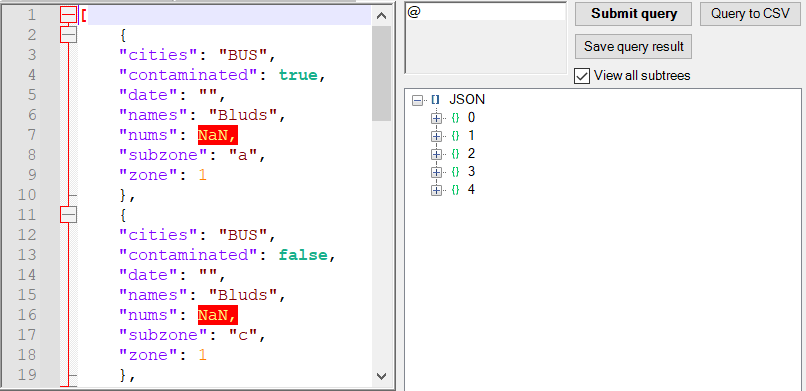 1 [
2 {
3 "cities": "BUS",
4 "contaminated": true,
5 "date": "",
6 "names": "Bluds",
7 "nums": NaN,
8 "subzone": "a",
9 "zone": 1
10 },
11 {
12 "cities": "BUS",
13 "contaminated": false,
14 "date": "",
15 "names": "Bluds",
16 "nums": NaN,
17 "subzone": "c",
18 "zone": 1
19 },
@
Submit query
Query to CSV
Save query result
View all subtrees
[] JSON
{} 0
{} 1
{} 2
{} 3
{} 4